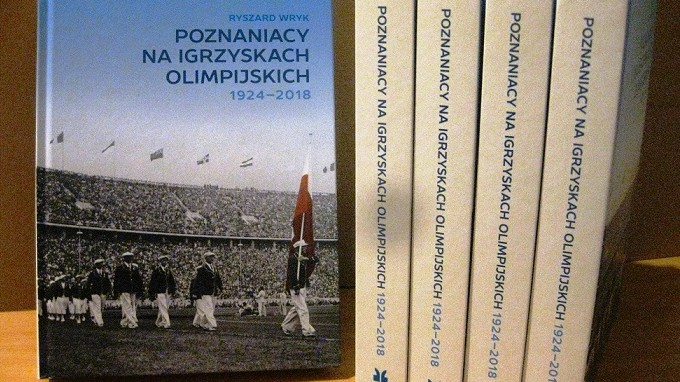 RYSZARD WRYK
POZNANIACY
NA IGRZYSKACH
OLIMPIJSKICH
1924–2018
POZNANIACY NA IGRZYSKACH OLIMPIJSKICH 1924–2018
POZNANIACY NA IGRZYSKACH OLIMPIJSKICH 1924–2018
POZNANIACY NA IGRZYSKACH OLIMPIJSKICH 1924–2018
POZNANIACY NA IGRZYSKACH OLIMPIJSKICH 1924–2018